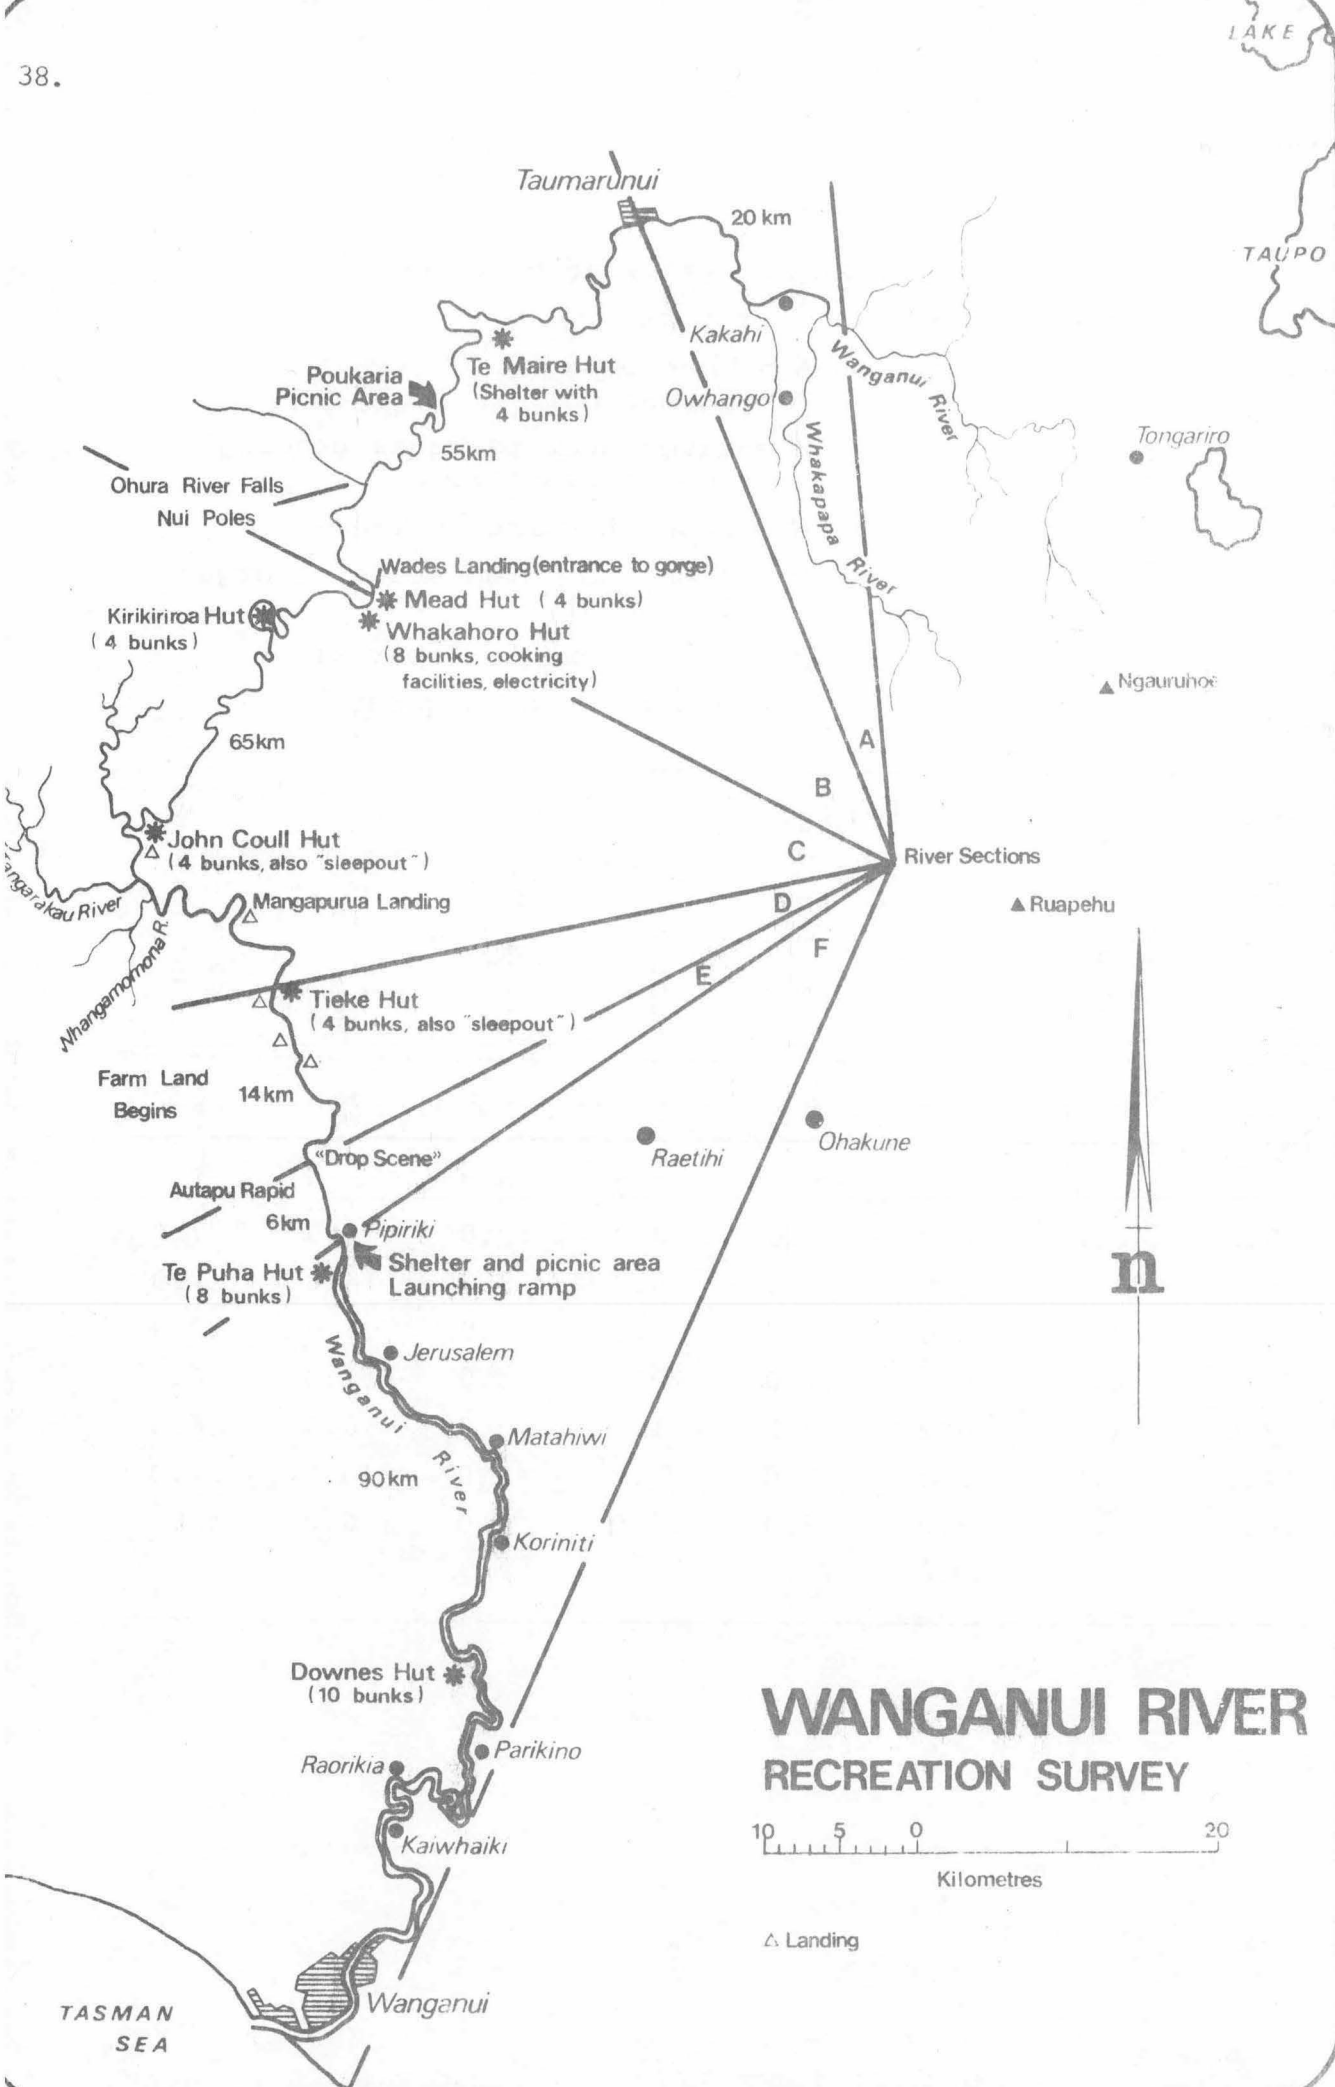 LAKE
38.
Taumarunui
20 km
TAUPO
Kakahi
Wanganui River
Te Maire Hut
(Shelter with
4 bunks)
Poukaria
Picnic Area
Owhango
Whakapapa River
Tongariro
55km
Ohura River Falls
Nui Poles
Wades Landing (entrance to gorge)
Mead Hut ( 4 bunks)
Kirikiriroa Hut
( 4 bunks)
Whakahoro Hut
(8 bunks, cooking
facilities, electricity)
Ngauruhoe
65km
A
B
C
River Sections
John Coull Hut
(4 bunks, also "sleepout")
Mangapurua Landing
River
D
Ruapehu
F
E
Nhangamomona R.
Tieke Hut
( 4 bunks, also "sleepout" )
Farm Land
Begins
14km
Raetihi
Ohakune
"Drop Scene"
Autapu Rapid
6km
Pipiriki
Te Puha Hut
(8 bunks)
Shelter and picnic area
Launching ramp
n
Jerusalem
Wanganui River
Matahiwi
90km
Koriniti
Downes Hut
(10 bunks)
WANGANUI RIVER
RECREATION SURVEY
Parikino
Raorikia
Kaiwhaiki
10 5 0 20
Kilometres
Landing
Wanganui
TASMAN
SEA